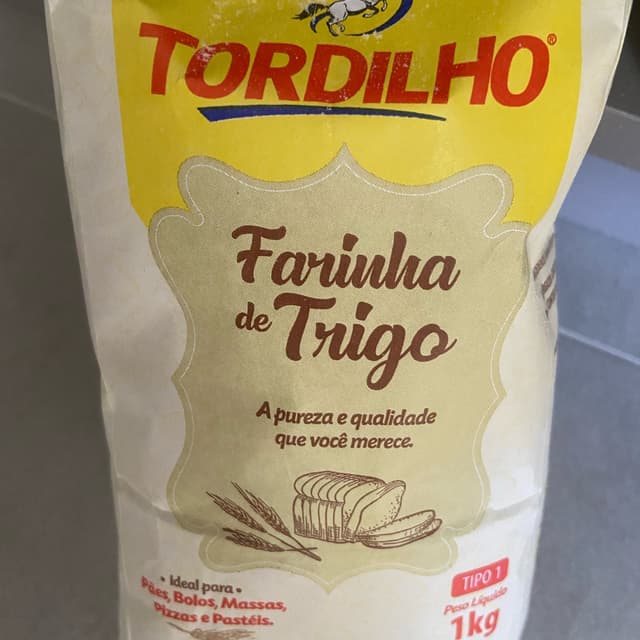 TORDILHO®
Farinha
de Trigo
A pureza e qualidade
que você merece.
• Ideal para •
Pães, Bolos, Massas,
Pizzas e Pastéis.
TIPO 1
Peso Líquido
1kg